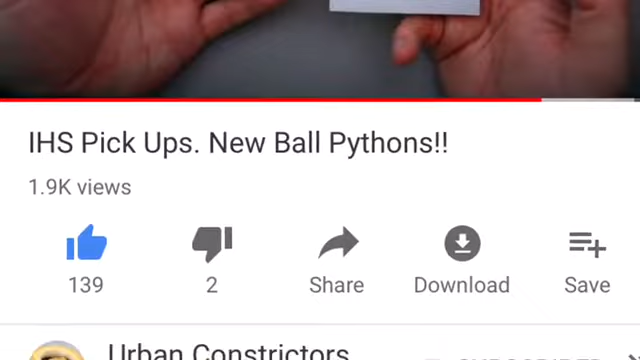 IHS Pick Ups. New Ball Pythons!!
1.9K views
139 2 Share Download Save
Urban Constrictors